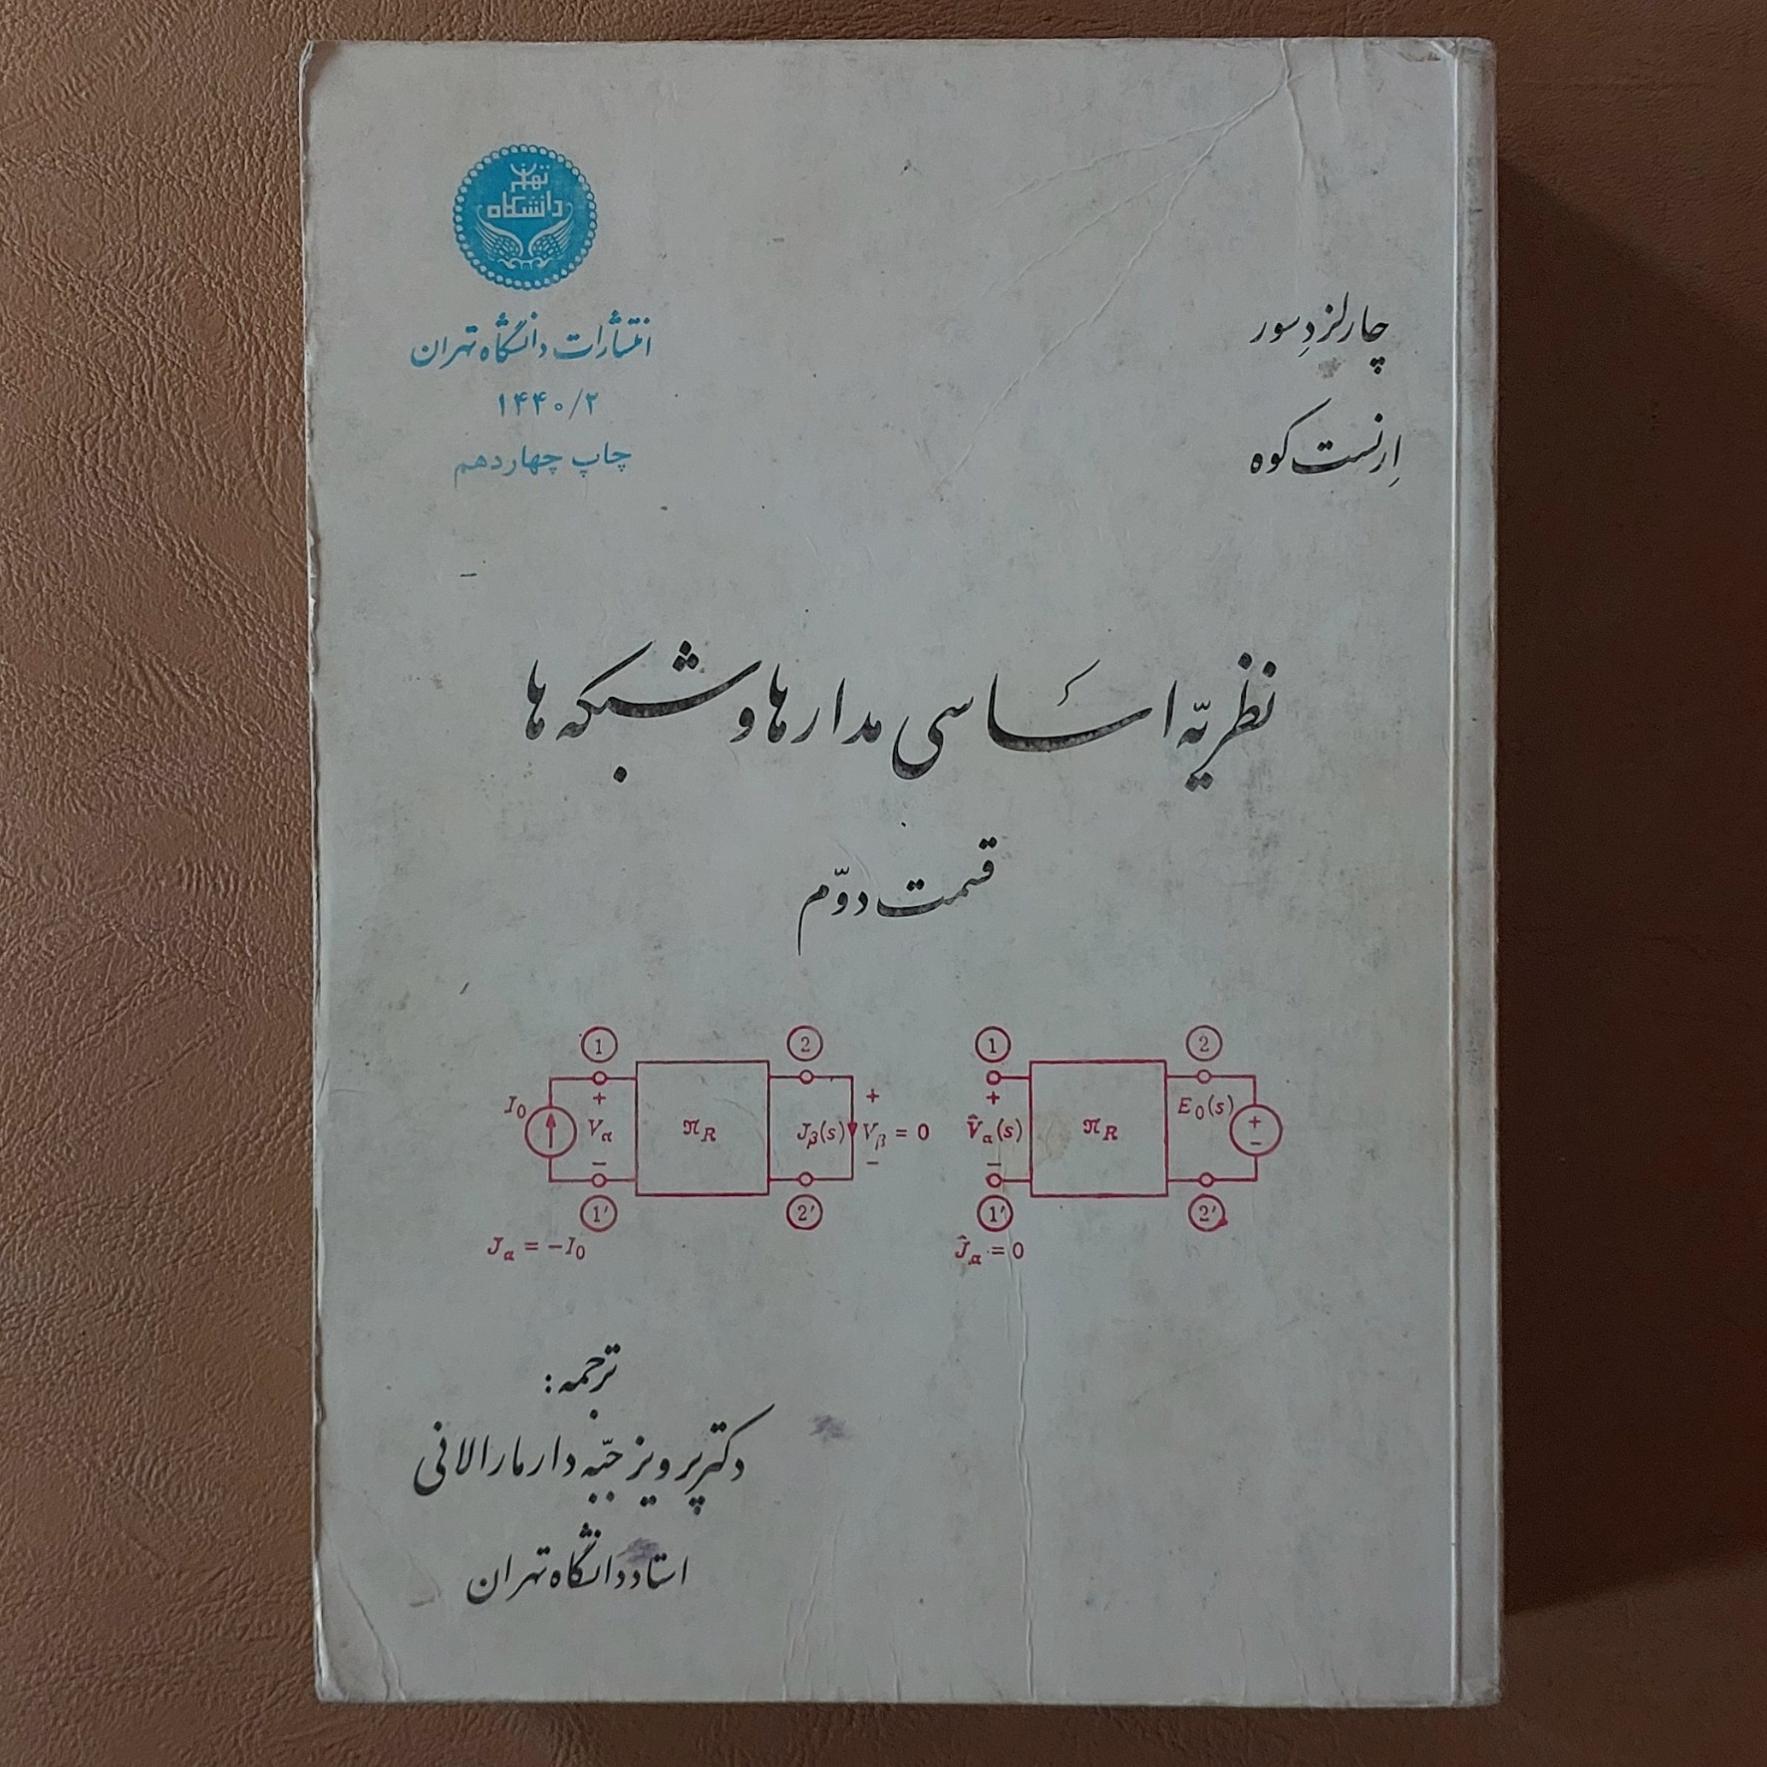 دانشگاه تهران
انتشارات دانشگاه تهران
۱۴۴۰/۲
چاپ چهاردهم
چارلز دِسور
اِرنست کوه
نظریّه اساسی مدارها و شبکه ها
قسمت دوّم
1 2
I₀ + Vα − 𝔑R Jβ(s) + Vβ = 0 −
1′ 2′
Jα = −I₀
1 2
+ V̂α(s) − 𝔑R E₀(s) + −
1′ 2′
Ĵα = 0
ترجمه:
دکتر پرویز جبّه دار مارالانی
استاد دانشگاه تهران